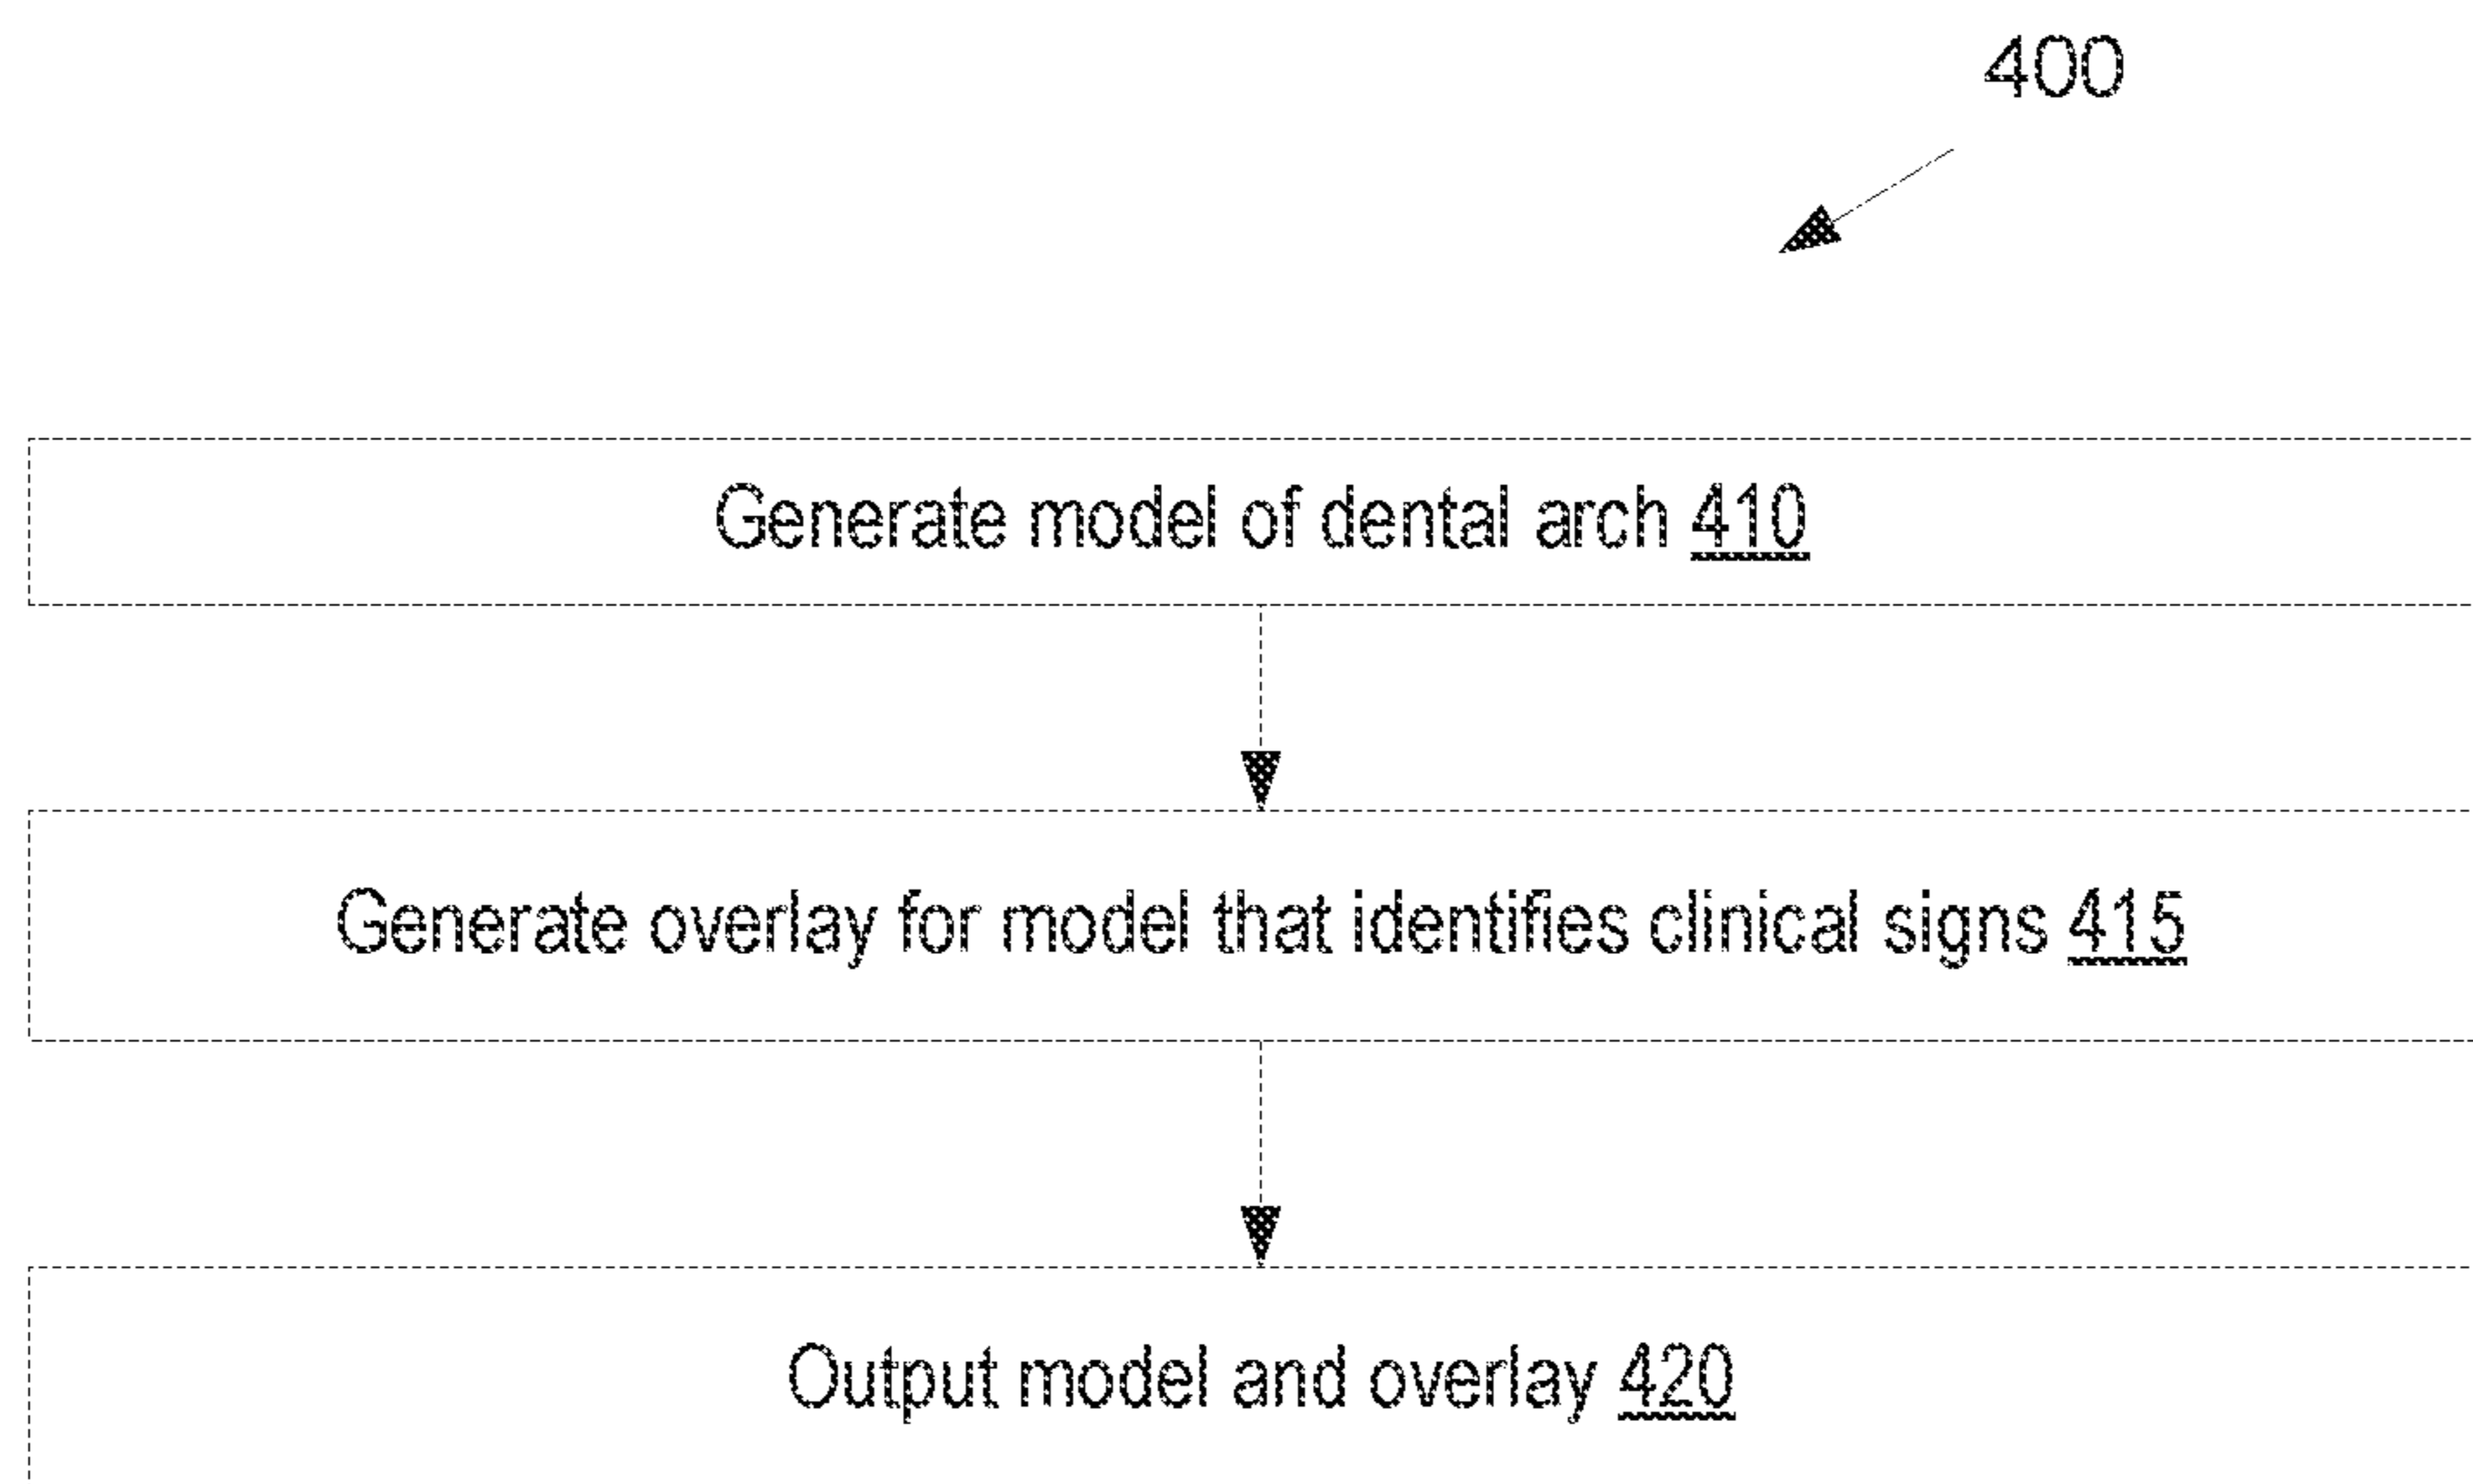 400
Generate model of dental arch 410
Generate overlay for model that identifies clinical signs 415
Output model and overlay 420